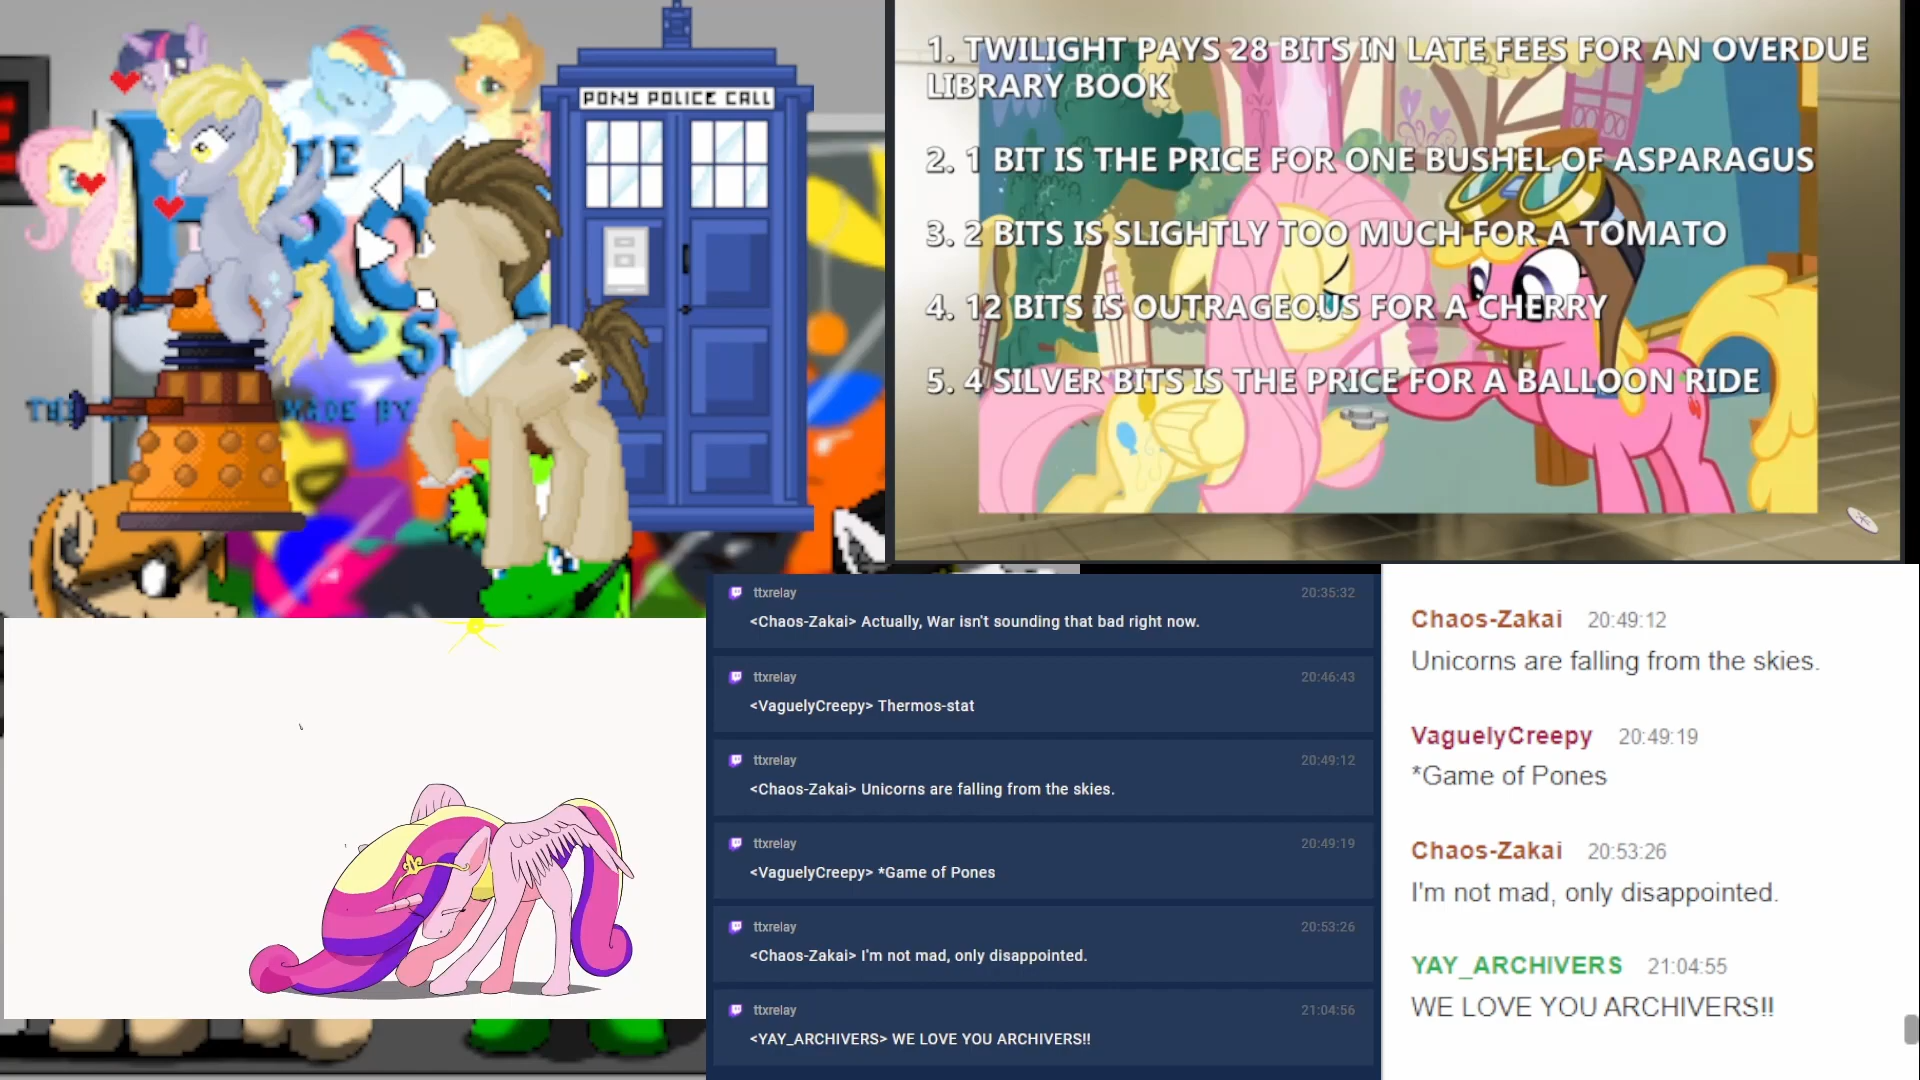 PONY POLICE CALL
THE
MADE BY
1. TWILIGHT PAYS 28 BITS IN LATE FEES FOR AN OVERDUE
LIBRARY BOOK
2. 1 BIT IS THE PRICE FOR ONE BUSHEL OF ASPARAGUS
3. 2 BITS IS SLIGHTLY TOO MUCH FOR A TOMATO
4. 12 BITS IS OUTRAGEOUS FOR A CHERRY
5. 4 SILVER BITS IS THE PRICE FOR A BALLOON RIDE
ttxrelay 20:35:32
<Chaos-Zakai> Actually, War isn't sounding that bad right now.
ttxrelay 20:46:43
<VaguelyCreepy> Thermos-stat
ttxrelay 20:49:12
<Chaos-Zakai> Unicorns are falling from the skies.
ttxrelay 20:49:19
<VaguelyCreepy> *Game of Pones
ttxrelay 20:53:26
<Chaos-Zakai> I'm not mad, only disappointed.
ttxrelay 21:04:56
<YAY_ARCHIVERS> WE LOVE YOU ARCHIVERS!!
Chaos-Zakai 20:49:12
Unicorns are falling from the skies.
VaguelyCreepy 20:49:19
*Game of Pones
Chaos-Zakai 20:53:26
I'm not mad, only disappointed.
YAY_ARCHIVERS 21:04:55
WE LOVE YOU ARCHIVERS!!